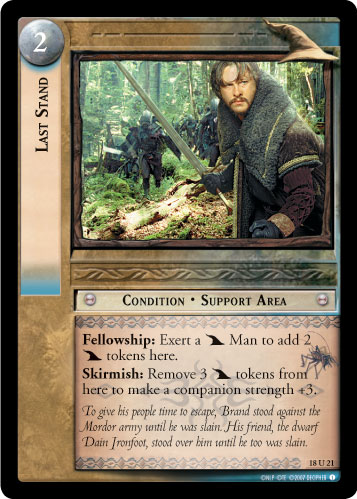 2
LAST STAND
CONDITION • SUPPORT AREA
Fellowship: Exert a Man to add 2
tokens here.
Skirmish: Remove 3 tokens from
here to make a companion strength +3.
To give his people time to escape, Brand stood against the
Mordor army until he was slain. His friend, the dwarf
Dain Ironfoot, stood over him until he too was slain.
18 U 21